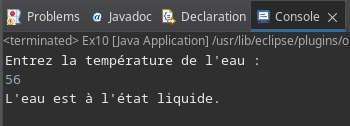 Problems Javadoc Declaration Console
<terminated> Ex10 [Java Application] /usr/lib/eclipse/plugins/o
Entrez la température de l'eau :
56
L'eau est à l'état liquide.